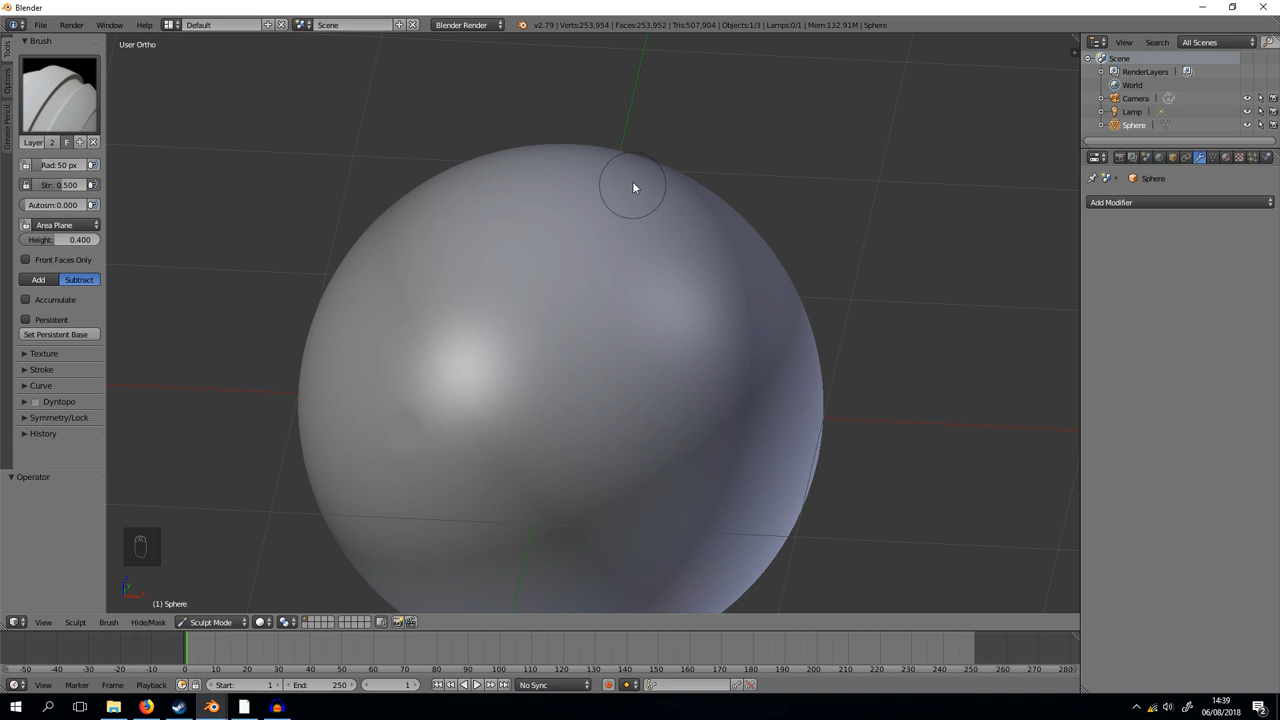 Blender
File Render Window Help Default Scene Blender Render v2.79 | Verts:253,954 | Faces:253,952 | Tris:507,904 | Objects:1/3 | Lamps:0/1 | Mem:132.91M | Sphere
Tools
Options
Grease Pencil
Brush
Layer 2 F
Rad: 50 px
Str: 0.500
Autosm:0.000
Area Plane
Height: 0.400
Front Faces Only
Add Subtract
Accumulate
Persistent
Set Persistent Base
Texture
Stroke
Curve
Dyntopo
Symmetry/Lock
History
Operator
User Ortho
(1) Sphere
View Search All Scenes
Scene
RenderLayers
World
Camera
Lamp
Sphere
Sphere
Add Modifier
View Sculpt Brush Hide/Mask Sculpt Mode
-50 -40 -30 -20 -10 0 10 20 30 40 50 60 70 80 90 100 110 120 130 140 150 160 170 180 190 200 210 220 230 240 250 260 270 280
View Marker Frame Playback Start: 1 End: 250 1 No Sync
14:39
06/08/2018
2